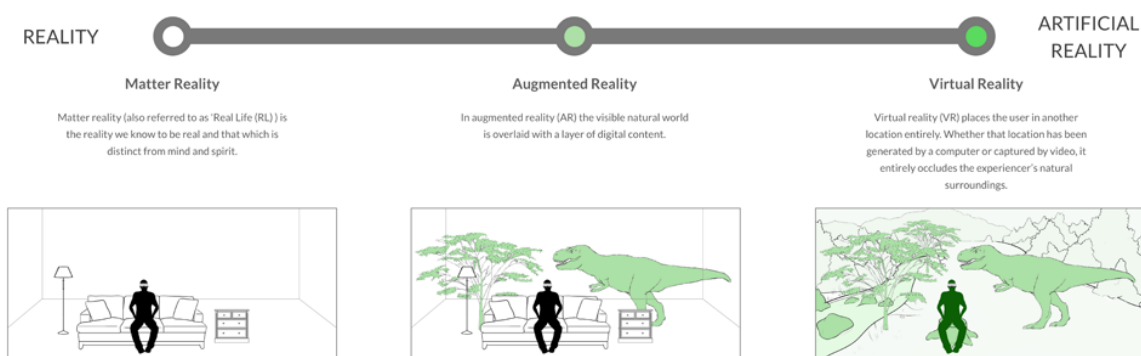 REALITY
ARTIFICIAL
REALITY
Matter Reality
Matter reality (also referred to as 'Real Life (RL) ) is
the reality we know to be real and that which is
distinct from mind and spirit.
Augmented Reality
In augmented reality (AR) the visible natural world
is overlaid with a layer of digital content.
Virtual Reality
Virtual reality (VR) places the user in another
location entirely. Whether that location has been
generated by a computer or captured by video, it
entirely occludes the experiencer's natural
surroundings.